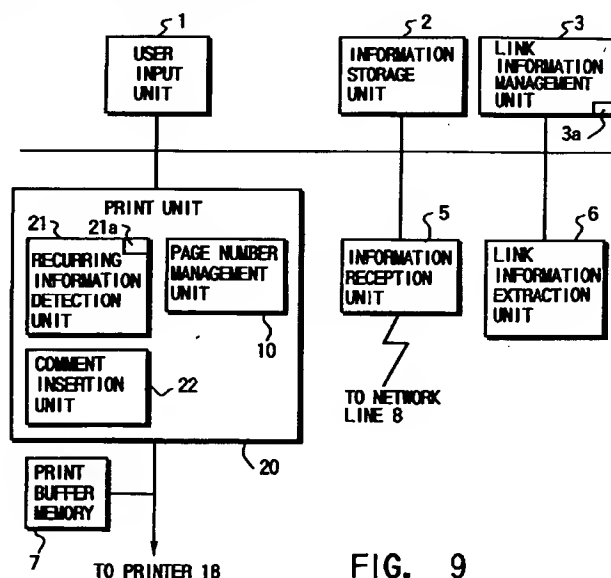 1
USER
INPUT
UNIT
2
INFORMATION
STORAGE
UNIT
3
LINK
INFORMATION
MANAGEMENT
UNIT
3a
PRINT UNIT
21
21a
RECURRING
INFORMATION
DETECTION
UNIT
PAGE NUMBER
MANAGEMENT
UNIT
10
COMMENT
INSERTION
UNIT
22
20
5
INFORMATION
RECEPTION
UNIT
TO NETWORK
LINE 8
6
LINK
INFORMATION
EXTRACTION
UNIT
PRINT
BUFFER
MEMORY
7
TO PRINTER 18
FIG. 9